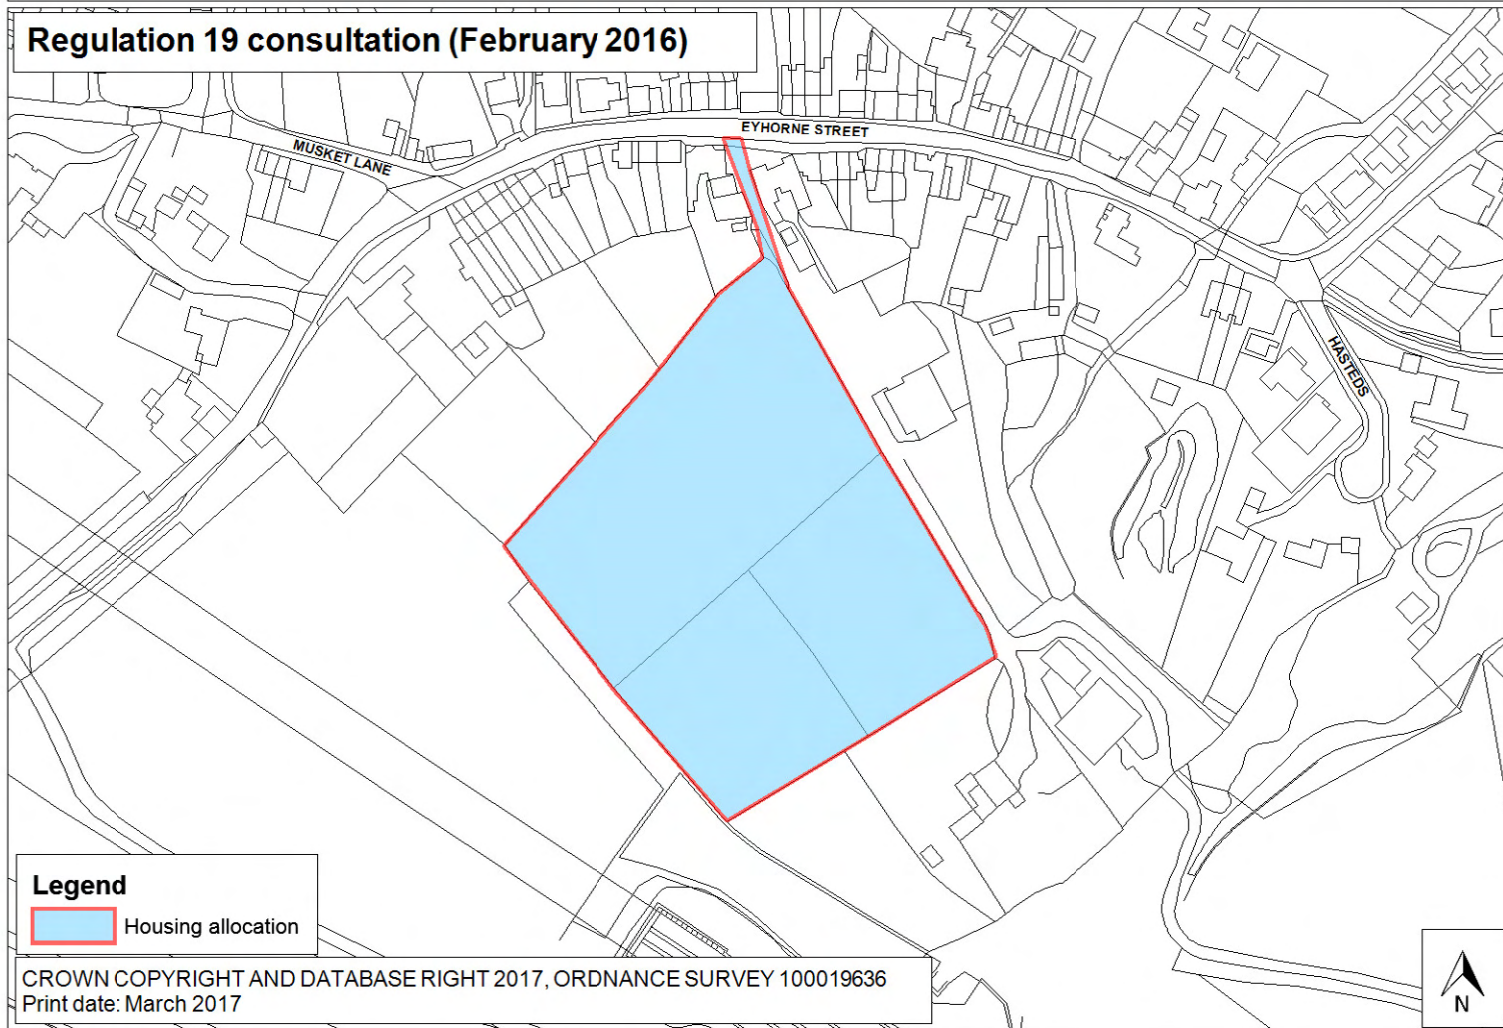 Regulation 19 consultation (February 2016)
EYHORNE STREET
MUSKET LANE
HASTEDS
Legend
Housing allocation
CROWN COPYRIGHT AND DATABASE RIGHT 2017, ORDNANCE SURVEY 100019636
Print date: March 2017
N